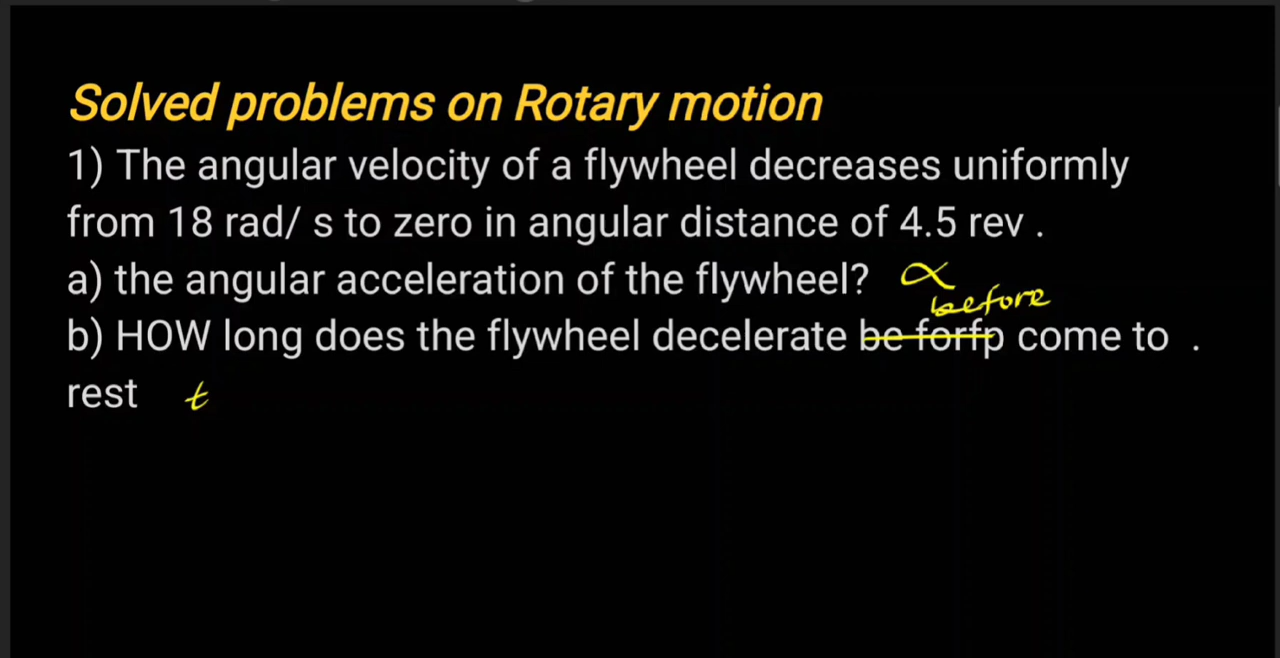 Solved problems on Rotary motion
1) The angular velocity of a flywheel decreases uniformly
from 18 rad/ s to zero in angular distance of 4.5 rev .
a) the angular acceleration of the flywheel? α
before
b) HOW long does the flywheel decelerate be forfp come to .
rest t